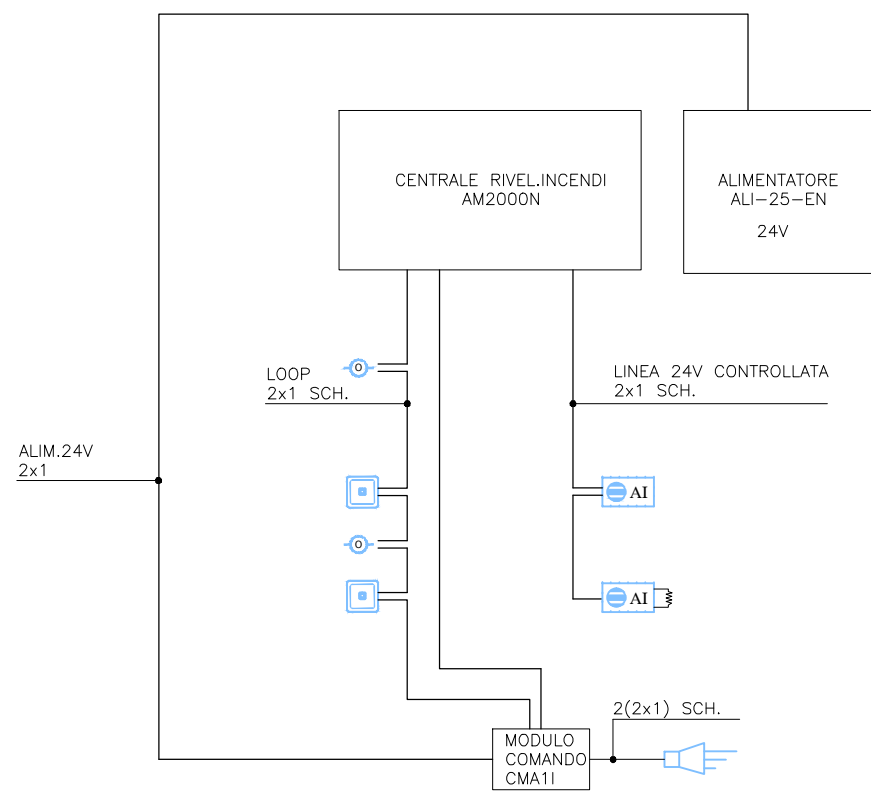 CENTRALE RIVEL.INCENDI
AM2000N
ALIMENTATORE
ALI-25-EN
24V
O
LOOP
2x1 SCH.
LINEA 24V CONTROLLATA
2x1 SCH.
ALIM.24V
2x1
AI
O
AI
2(2x1) SCH.
MODULO
COMANDO
CMA1I